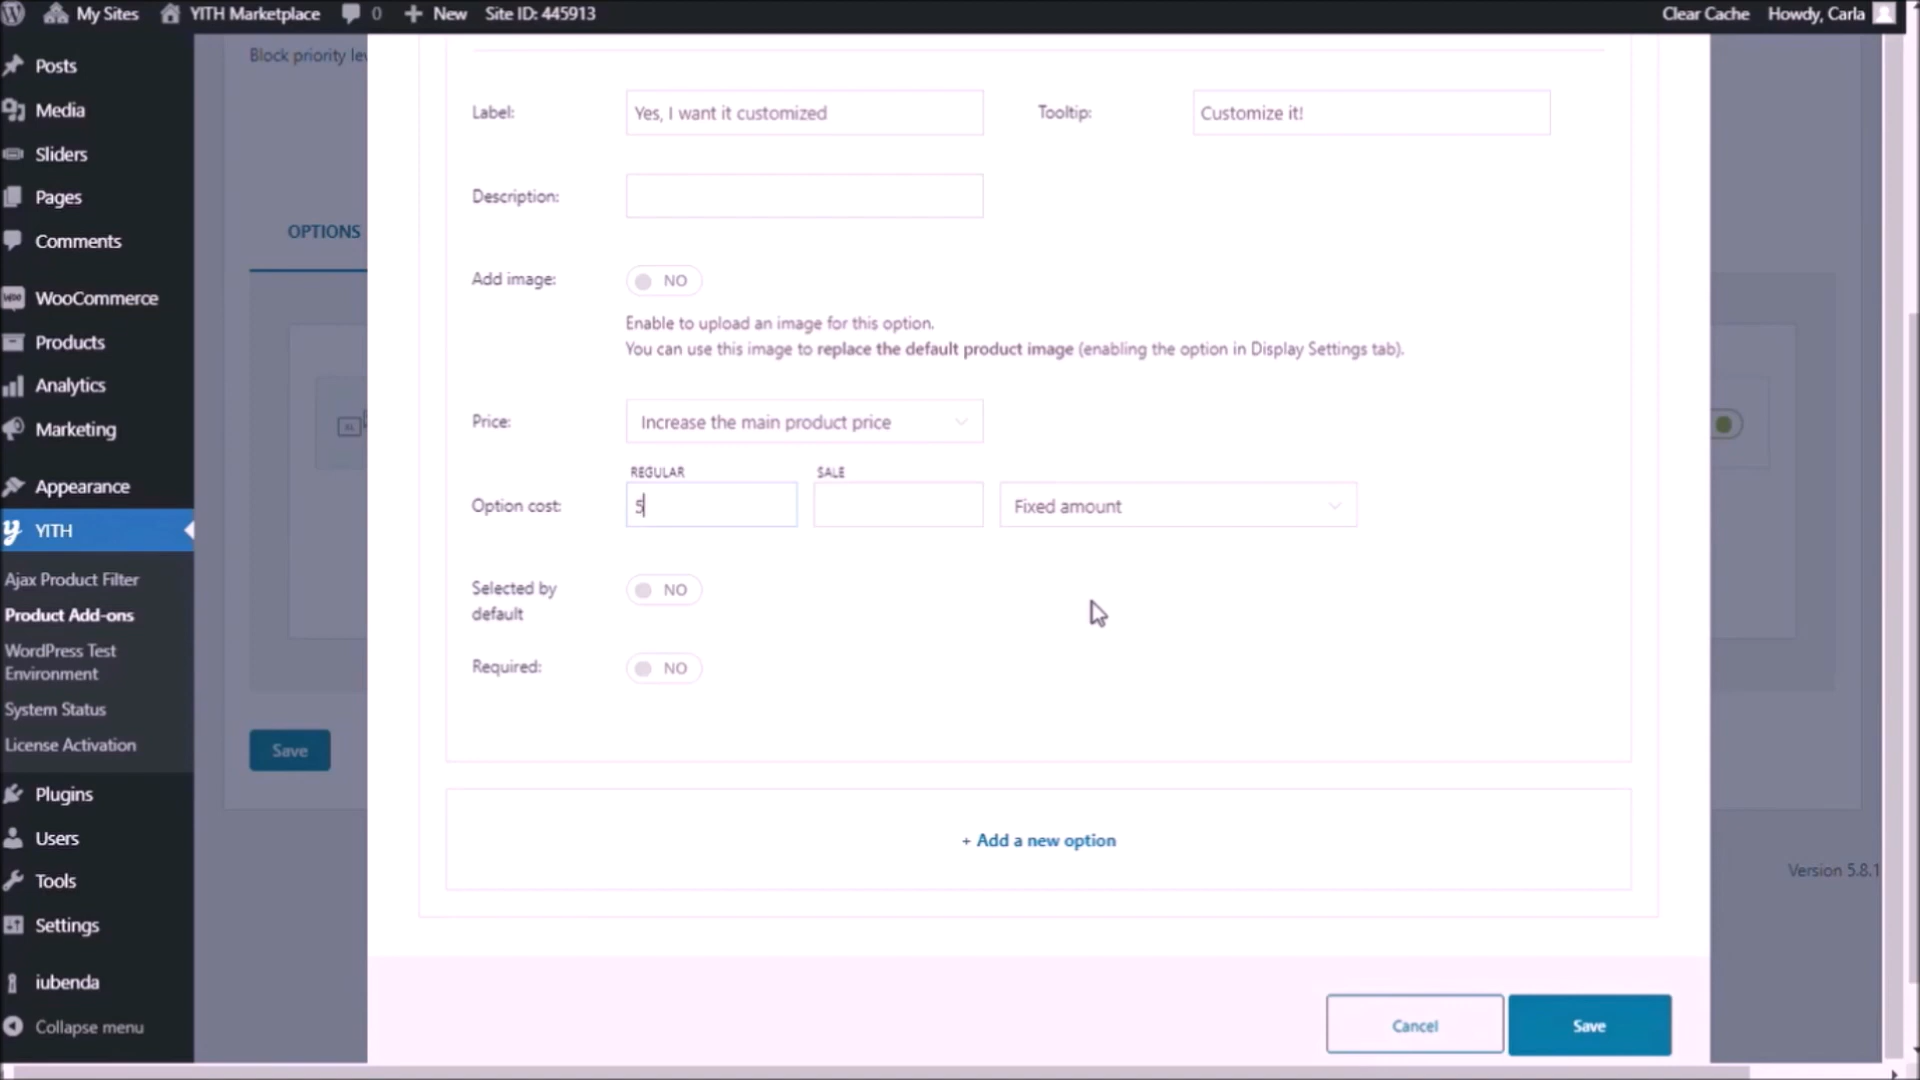 My Sites
YITH Marketplace
0
New
Site ID: 445913
Clear Cache
Howdy, Carla
Posts
Media
Sliders
Pages
Comments
WooCommerce
Products
Analytics
Marketing
Appearance
YITH
Ajax Product Filter
Product Add-ons
WordPress Test
Environment
System Status
License Activation
Plugins
Users
Tools
Settings
iubenda
Collapse menu
Block priority lev
OPTIONS
XL
Save
Label:
Yes, I want it customized
Tooltip:
Customize it!
Description:
Add image:
NO
Enable to upload an image for this option.
You can use this image to replace the default product image (enabling the option in Display Settings tab).
Price:
Increase the main product price
REGULAR
SALE
Option cost:
5
Fixed amount
Selected by
default
NO
Required:
NO
+ Add a new option
Cancel
Save
Version 5.8.1